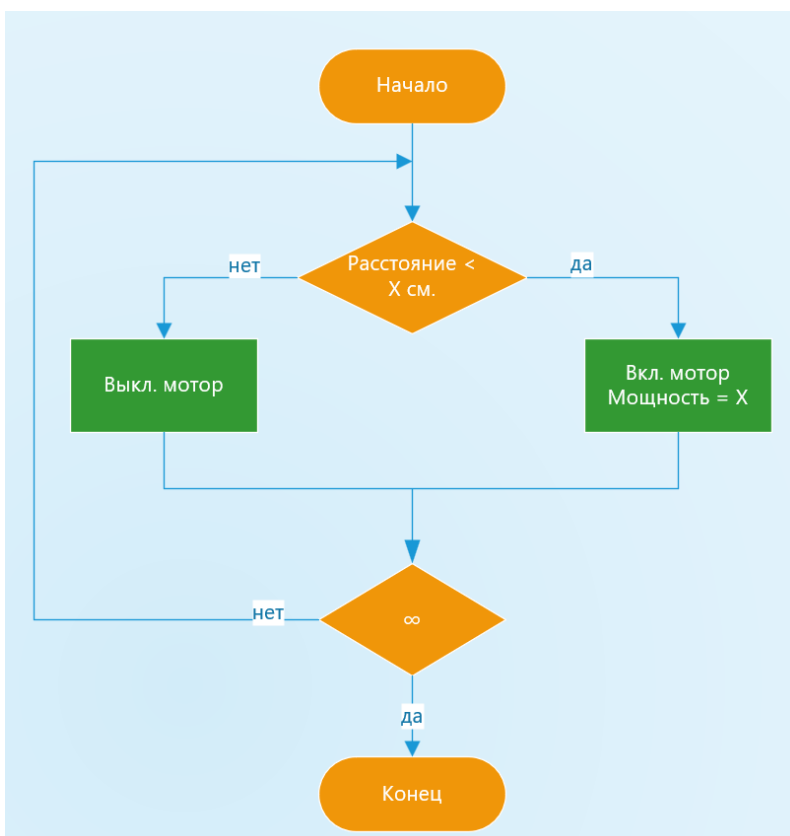 Начало
нет
Расстояние <
X см.
да
Выкл. мотор
Вкл. мотор
Мощность = X
нет
∞
да
Конец